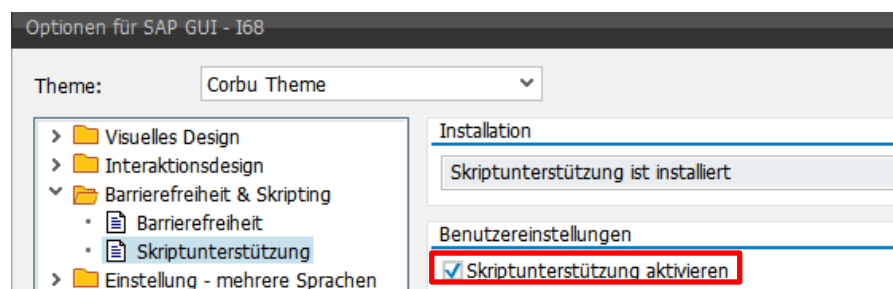 Optionen für SAP GUI - I68
Theme:
Corbu Theme
Visuelles Design
Interaktionsdesign
Barrierefreiheit & Skripting
Barrierefreiheit
Skriptunterstützung
Einstellung - mehrere Sprachen
Installation
Skriptunterstützung ist installiert
Benutzereinstellungen
Skriptunterstützung aktivieren